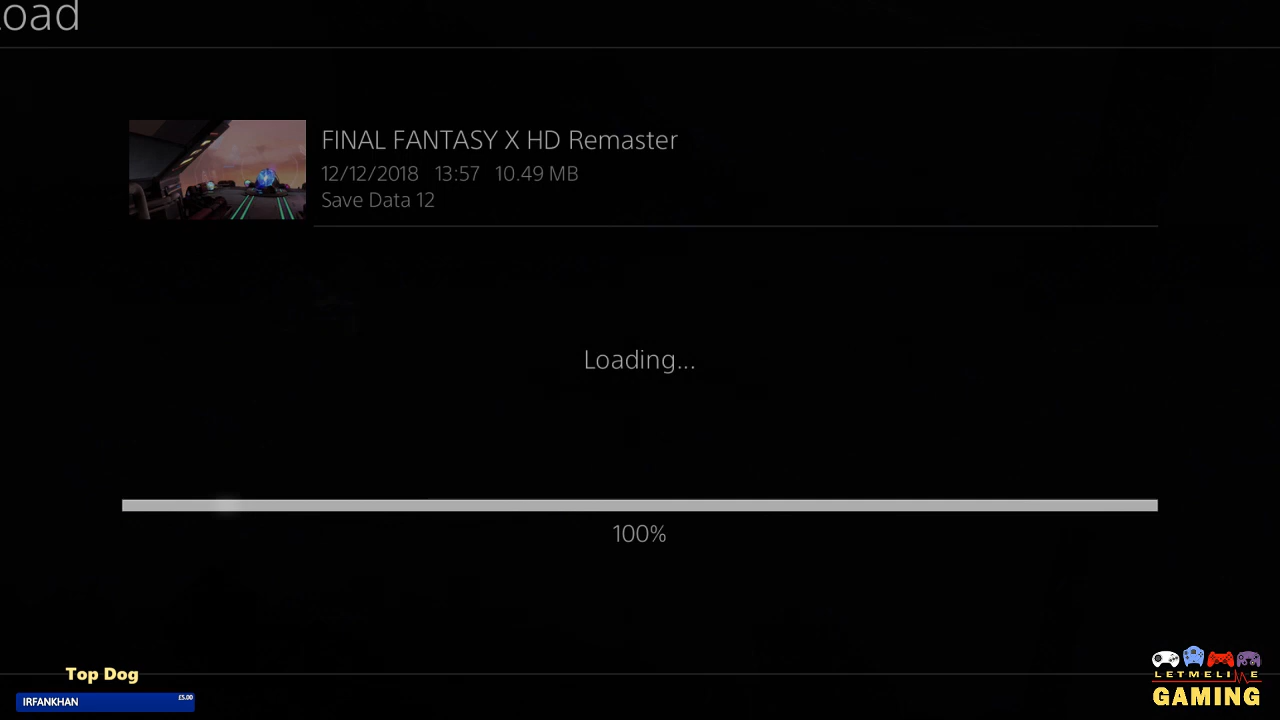 Load
FINAL FANTASY X HD Remaster
12/12/2018 13:57 10.49 MB
Save Data 12
Loading...
100%
Top Dog
IRFANKHAN £5.00
LETMELIVE
GAMING